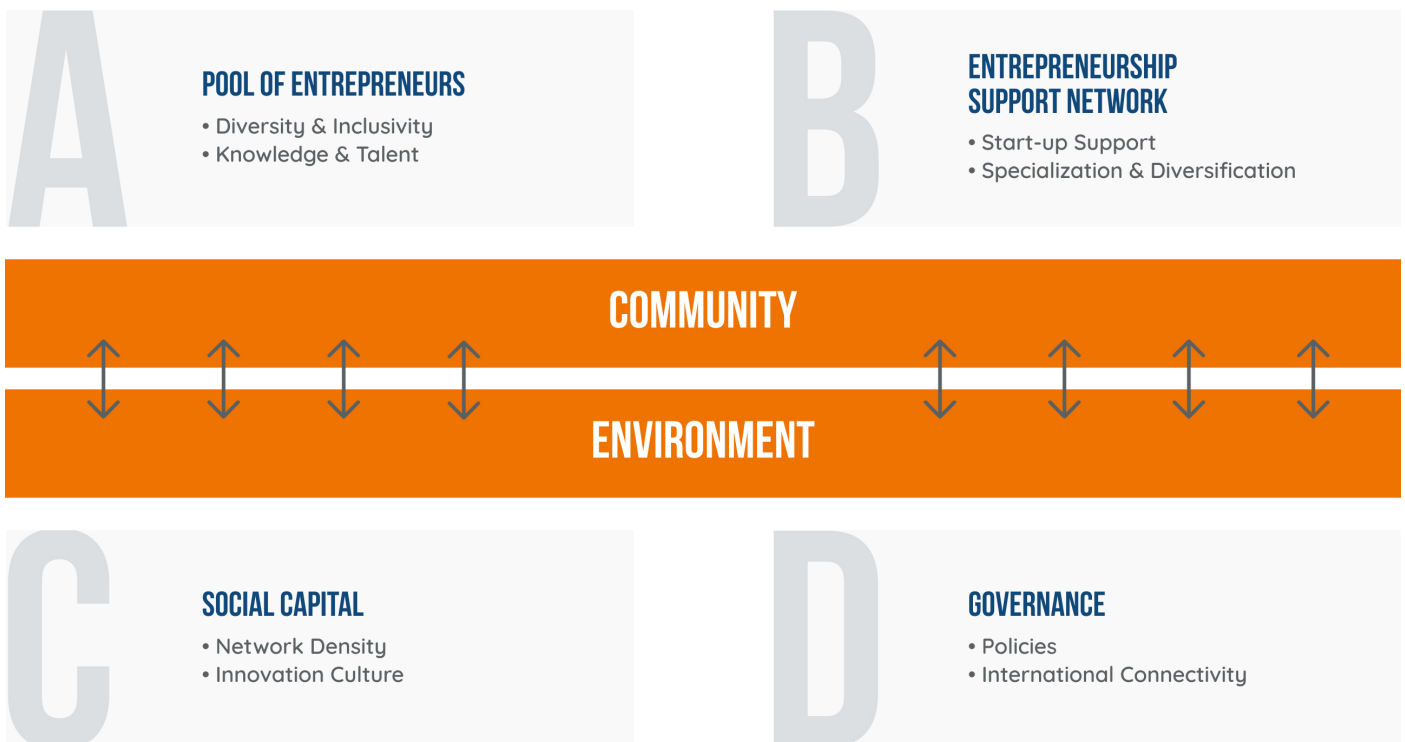 A
POOL OF ENTREPRENEURS
• Diversity & Inclusivity
• Knowledge & Talent
B
ENTREPRENEURSHIP
SUPPORT NETWORK
• Start-up Support
• Specialization & Diversification
COMMUNITY
ENVIRONMENT
C
SOCIAL CAPITAL
• Network Density
• Innovation Culture
D
GOVERNANCE
• Policies
• International Connectivity